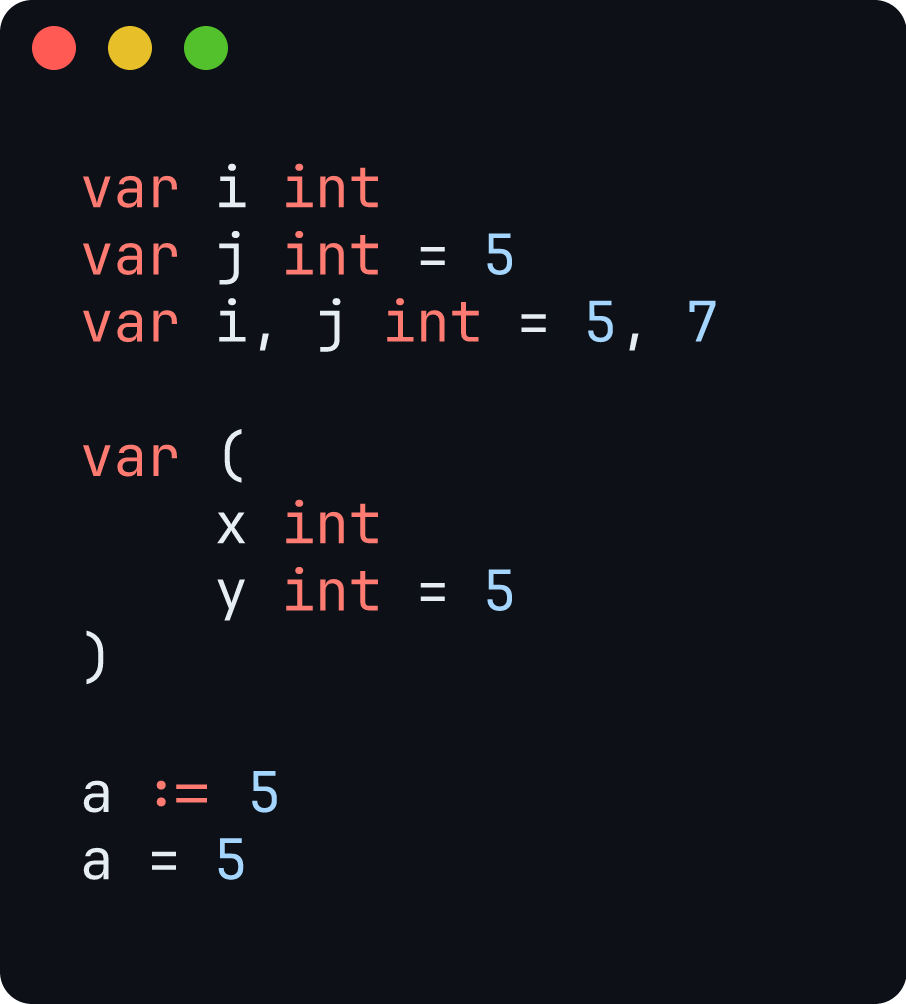 var i int
var j int = 5
var i, j int = 5, 7
var (
    x int
    y int = 5
)
a := 5
a = 5